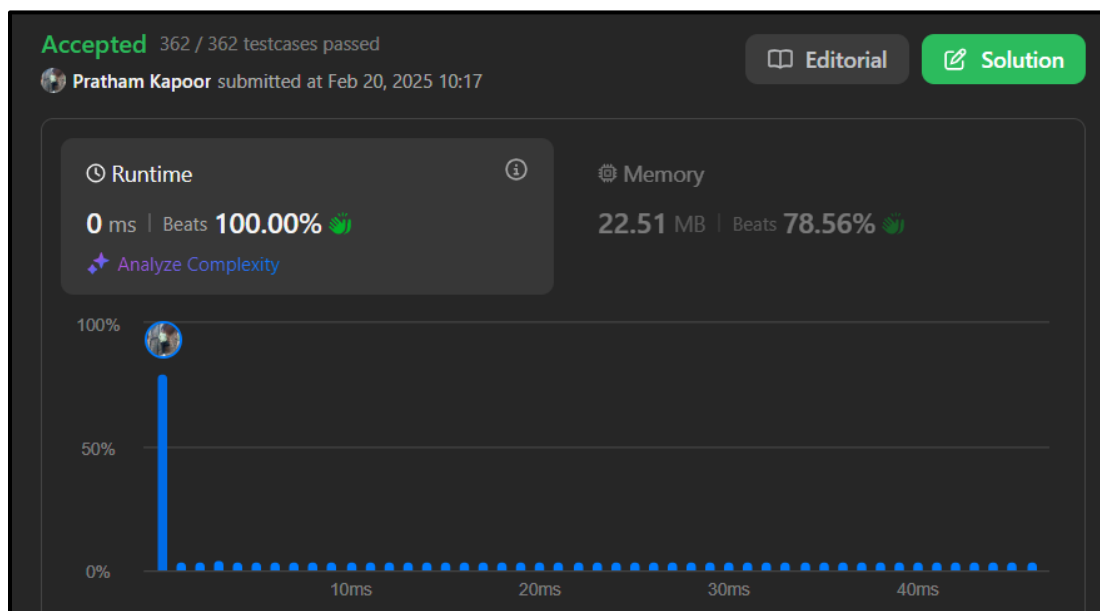 Accepted 362 / 362 testcases passed
Editorial
Solution
Pratham Kapoor submitted at Feb 20, 2025 10:17
Runtime
0 ms | Beats 100.00%
Analyze Complexity
Memory
22.51 MB | Beats 78.56%
100%
50%
0%
10ms 20ms 30ms 40ms